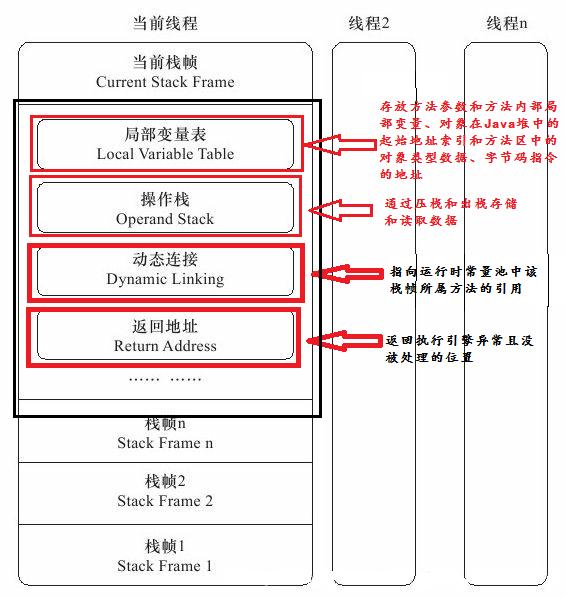 当前线程
线程2
线程n
当前栈帧
Current Stack Frame
局部变量表
Local Variable Table
存放方法参数和方法内部局
部变量、对象在Java堆中的
起始地址索引和方法区中的
对象类型数据、字节码指令
的地址
操作栈
Operand Stack
通过压栈和出栈存储
和读取数据
动态连接
Dynamic Linking
指向运行时常量池中该
栈帧所属方法的引用
返回地址
Return Address
返回执行引擎异常且没
被处理的位置
…… ……
栈帧n
Stack Frame n
栈帧2
Stack Frame 2
栈帧1
Stack Frame 1